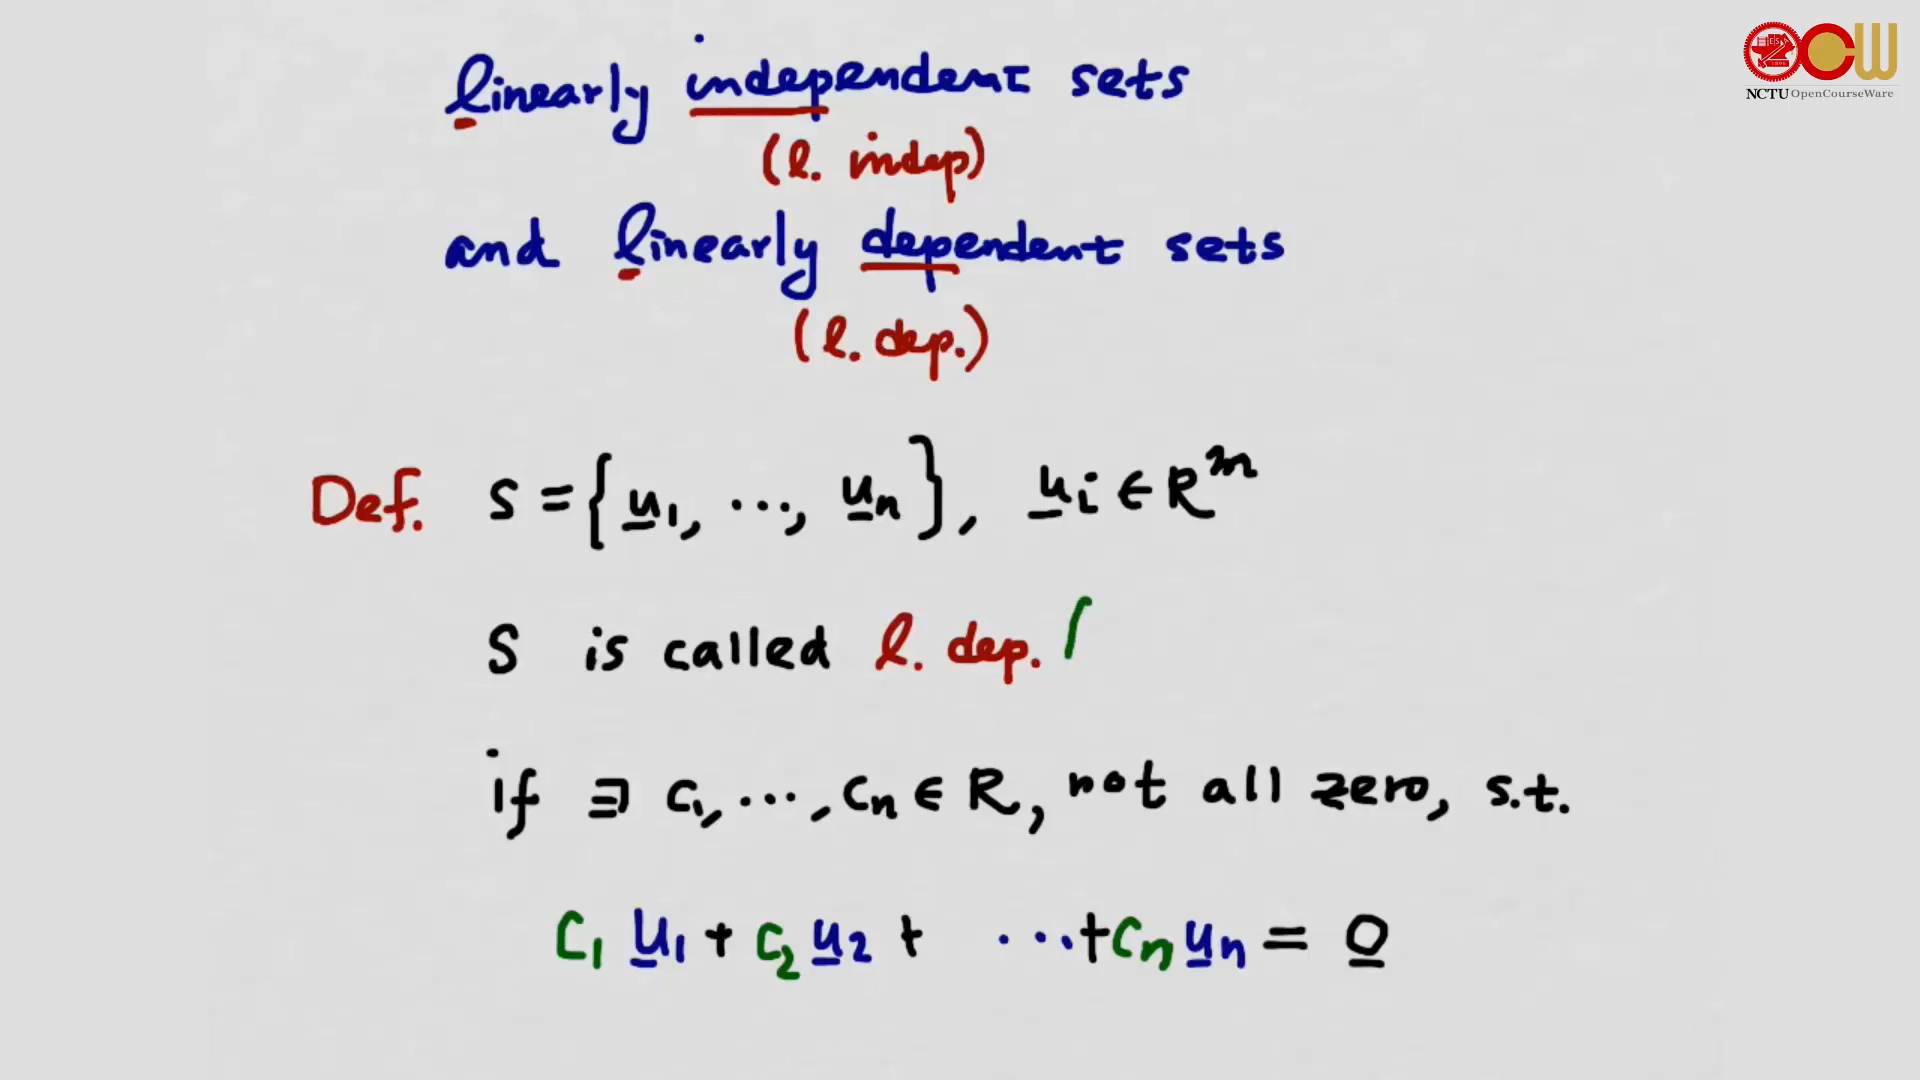 NCTU OpenCourseWare
linearly independent sets
(l. indep)
and linearly dependent sets
(l. dep.)
Def. S = {u1, ..., un}, ui ∈ R^m
S is called l. dep. (
if ∃ c1, ..., cn ∈ R, not all zero, s.t.
c1 u1 + c2 u2 + ... + cn un = 0